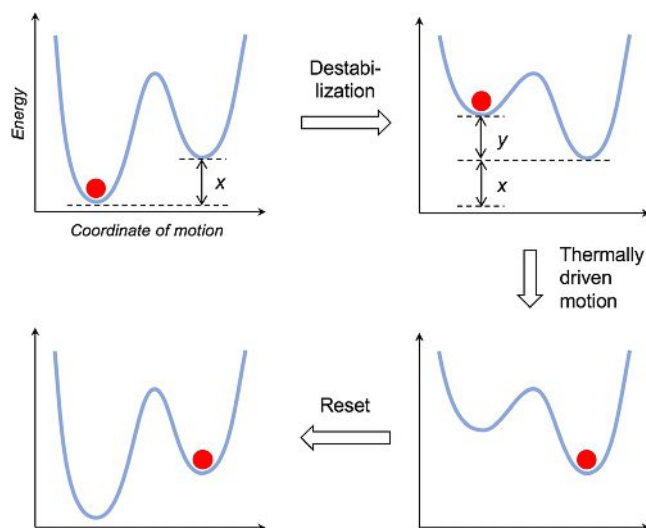 Energy
x
Coordinate of motion
Destabi-
lization
y
x
Thermally
driven
motion
Reset